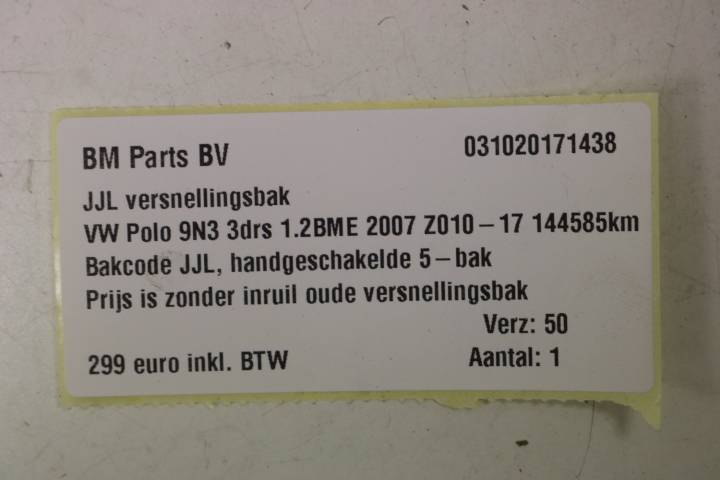 BM Parts BV 031020171438
JJL versnellingsbak
VW Polo 9N3 3drs 1.2BME 2007 Z010-17 144585km
Bakcode JJL, handgeschakelde 5-bak
Prijs is zonder inruil oude versnellingsbak
Verz: 50
299 euro inkl. BTW Aantal: 1